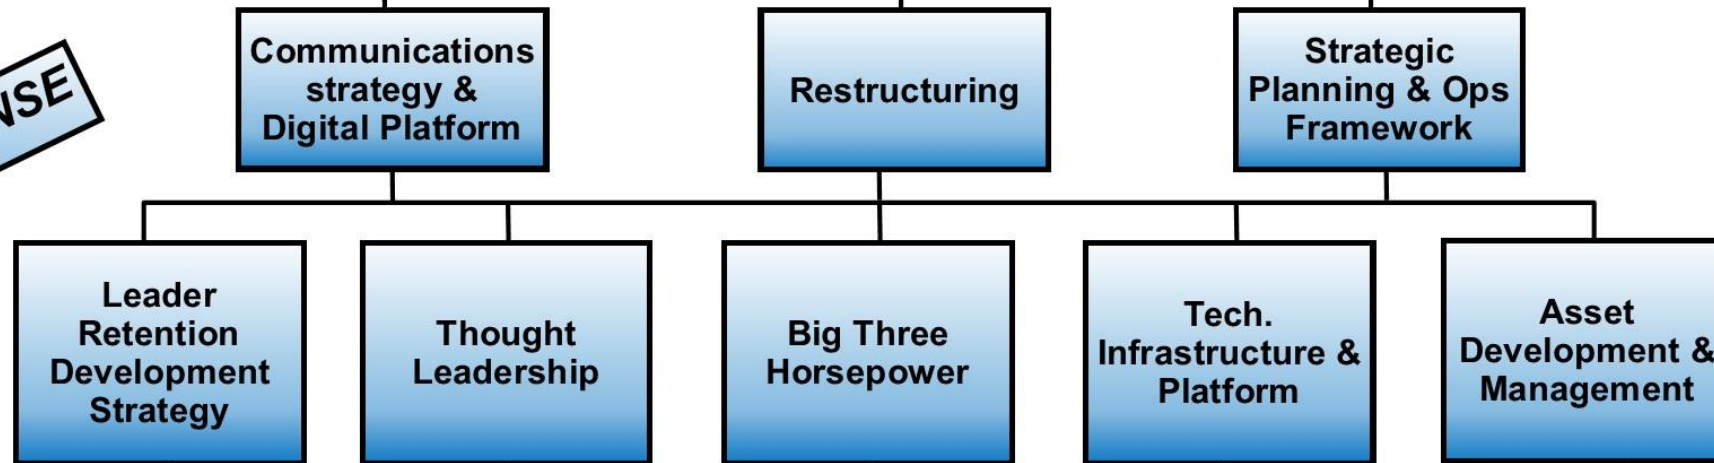 NSE
Communications
strategy &
Digital Platform
Restructuring
Strategic
Planning & Ops
Framework
Leader
Retention
Development
Strategy
Thought
Leadership
Big Three
Horsepower
Tech.
Infrastructure &
Platform
Asset
Development &
Management